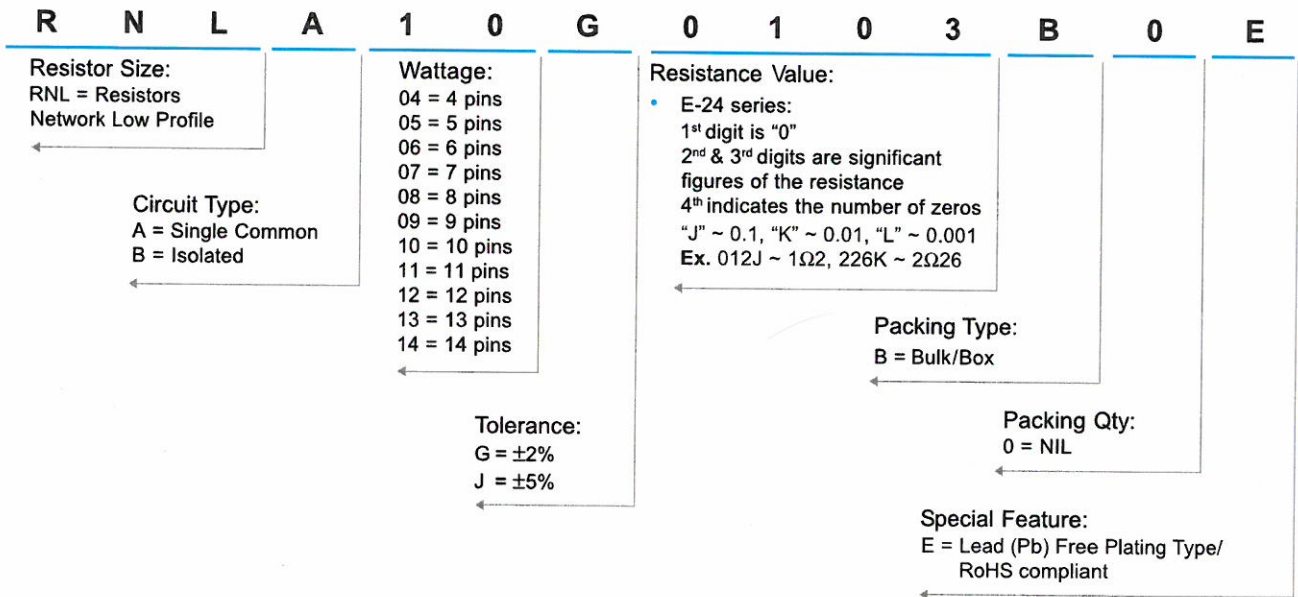 R N L A 1 0 G 0 1 0 3 B 0 E
Resistor Size:
RNL = Resistors
Network Low Profile
Circuit Type:
A = Single Common
B = Isolated
Wattage:
04 = 4 pins
05 = 5 pins
06 = 6 pins
07 = 7 pins
08 = 8 pins
09 = 9 pins
10 = 10 pins
11 = 11 pins
12 = 12 pins
13 = 13 pins
14 = 14 pins
Tolerance:
G = ±2%
J = ±5%
Resistance Value:
• E-24 series:
1st digit is “0”
2nd & 3rd digits are significant
figures of the resistance
4th indicates the number of zeros
“J” ~ 0.1, “K” ~ 0.01, “L” ~ 0.001
Ex. 012J ~ 1Ω2, 226K ~ 2Ω26
Packing Type:
B = Bulk/Box
Packing Qty:
0 = NIL
Special Feature:
E = Lead (Pb) Free Plating Type/
RoHS compliant